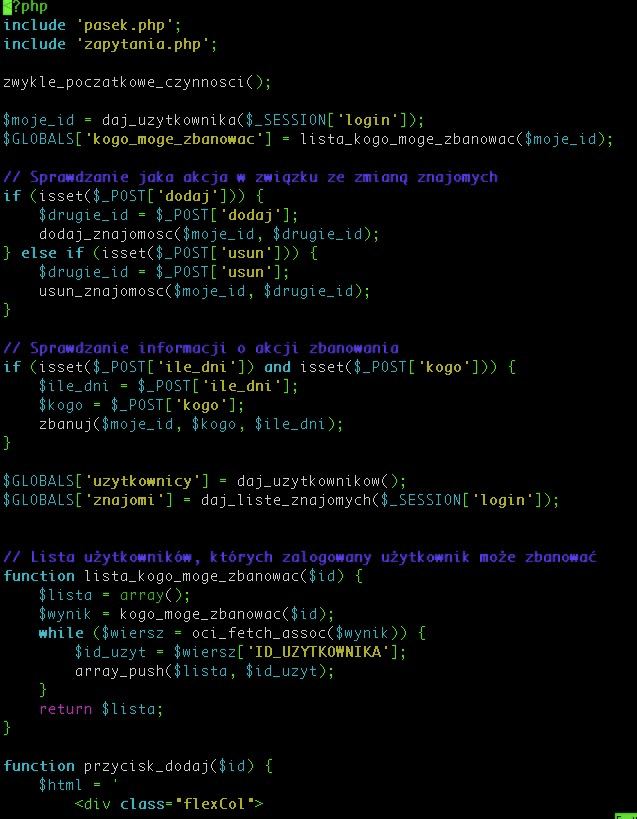 <?php
include 'pasek.php';
include 'zapytania.php';

zwykle_poczatkowe_czynnosci();

$moje_id = daj_uzytkownika($_SESSION['login']);
$GLOBALS['kogo_moge_zbanowac'] = lista_kogo_moge_zbanowac($moje_id);

// Sprawdzanie jaka akcja w związku ze zmianą znajomych
if (isset($_POST['dodaj'])) {
    $drugie_id = $_POST['dodaj'];
    dodaj_znajomosc($moje_id, $drugie_id);
} else if (isset($_POST['usun'])) {
    $drugie_id = $_POST['usun'];
    usun_znajomosc($moje_id, $drugie_id);
}

// Sprawdzanie informacji o akcji zbanowania
if (isset($_POST['ile_dni']) and isset($_POST['kogo'])) {
    $ile_dni = $_POST['ile_dni'];
    $kogo = $_POST['kogo'];
    zbanuj($moje_id, $kogo, $ile_dni);
}

$GLOBALS['uzytkownicy'] = daj_uzytkownikow();
$GLOBALS['znajomi'] = daj_liste_znajomych($_SESSION['login']);


// Lista użytkowników, których zalogowany użytkownik może zbanować
function lista_kogo_moge_zbanowac($id) {
    $lista = array();
    $wynik = kogo_moge_zbanowac($id);
    while ($wiersz = oci_fetch_assoc($wynik)) {
        $id_uzyt = $wiersz['ID_UZYTKOWNIKA'];
        array_push($lista, $id_uzyt);
    }
    return $lista;
}

function przycisk_dodaj($id) {
    $html = '
        <div class="flexCol">